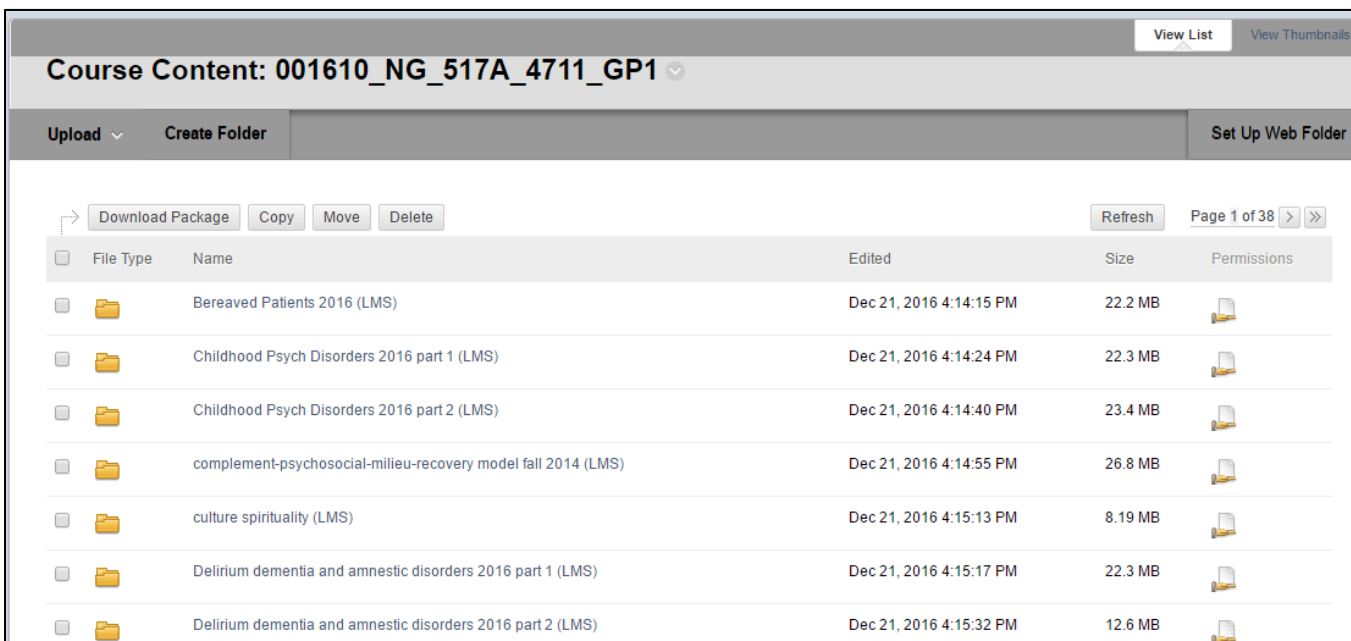 View List View Thumbnails
Course Content: 001610_NG_517A_4711_GP1
Upload Create Folder Set Up Web Folder
Download Package Copy Move Delete Refresh Page 1 of 38 > >>
File Type Name Edited Size Permissions
Bereaved Patients 2016 (LMS) Dec 21, 2016 4:14:15 PM 22.2 MB
Childhood Psych Disorders 2016 part 1 (LMS) Dec 21, 2016 4:14:24 PM 22.3 MB
Childhood Psych Disorders 2016 part 2 (LMS) Dec 21, 2016 4:14:40 PM 23.4 MB
complement-psychosocial-milieu-recovery model fall 2014 (LMS) Dec 21, 2016 4:14:55 PM 26.8 MB
culture spirituality (LMS) Dec 21, 2016 4:15:13 PM 8.19 MB
Delirium dementia and amnestic disorders 2016 part 1 (LMS) Dec 21, 2016 4:15:17 PM 22.3 MB
Delirium dementia and amnestic disorders 2016 part 2 (LMS) Dec 21, 2016 4:15:32 PM 12.6 MB